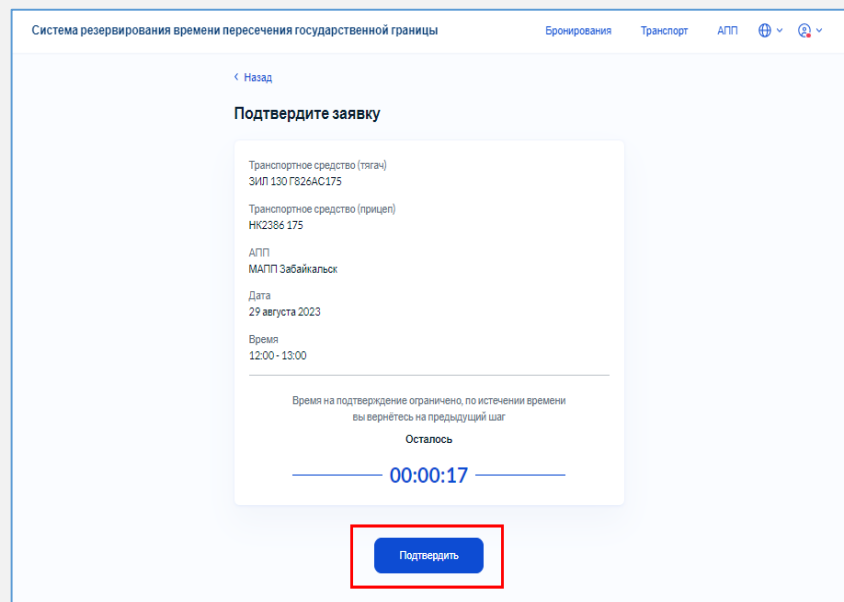 Система резервирования времени пересечения государственной границы
Бронирования Транспорт АПП
Назад
Подтвердите заявку
Транспортное средство (тягач)
ЗИЛ 130 Г826АС175
Транспортное средство (прицеп)
НК2386 175
АПП
МАПП Забайкальск
Дата
29 августа 2023
Время
12:00 - 13:00
Время на подтверждение ограничено, по истечении времени
вы вернётесь на предыдущий шаг
Осталось
00:00:17
Подтвердить